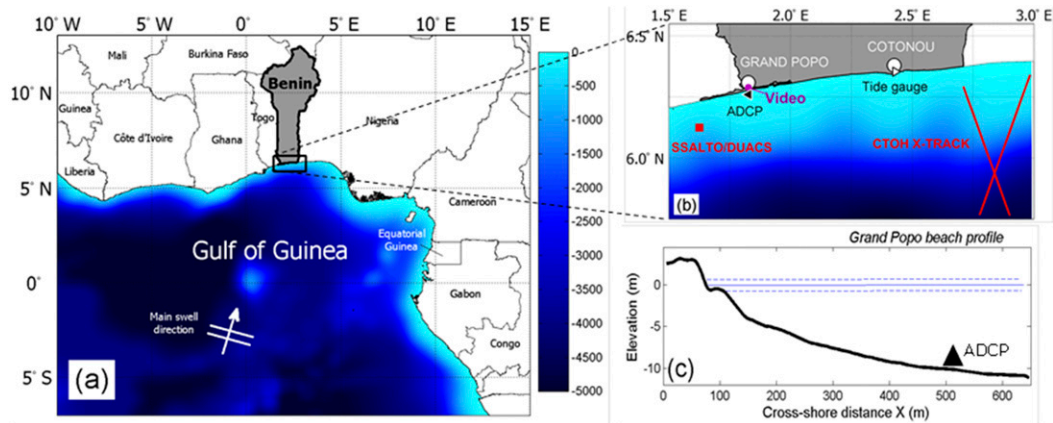 10 W
5 W
0
5 E
10 E
15 E
Mali
Burkina Faso
Benin
10°N
Guinea
Togo
Nigeria
Côte d'Ivoire
Ghana
Liberia
5°N
Cameroon
Equatorial
Guinea
Gulf of Guinea
0°
Gabon
Main swell
direction
Congo
5°S
(a)
0
-500
-1000
-1500
-2000
-2500
-3000
-3500
-4000
-4500
-5000
1.5°E
2.0°E
2.5°E
3.0°E
6.5°N
COTONOU
GRAND POPO
Video
Tide gauge
ADCP
SSALTO/DUACS
CTOH X-TRACK
6.0°N
(b)
Grand Popo beach profile
Elevation (m)
0
-5
-10
ADCP
(c)
0
100
200
300
400
500
600
Cross-shore distance X (m)